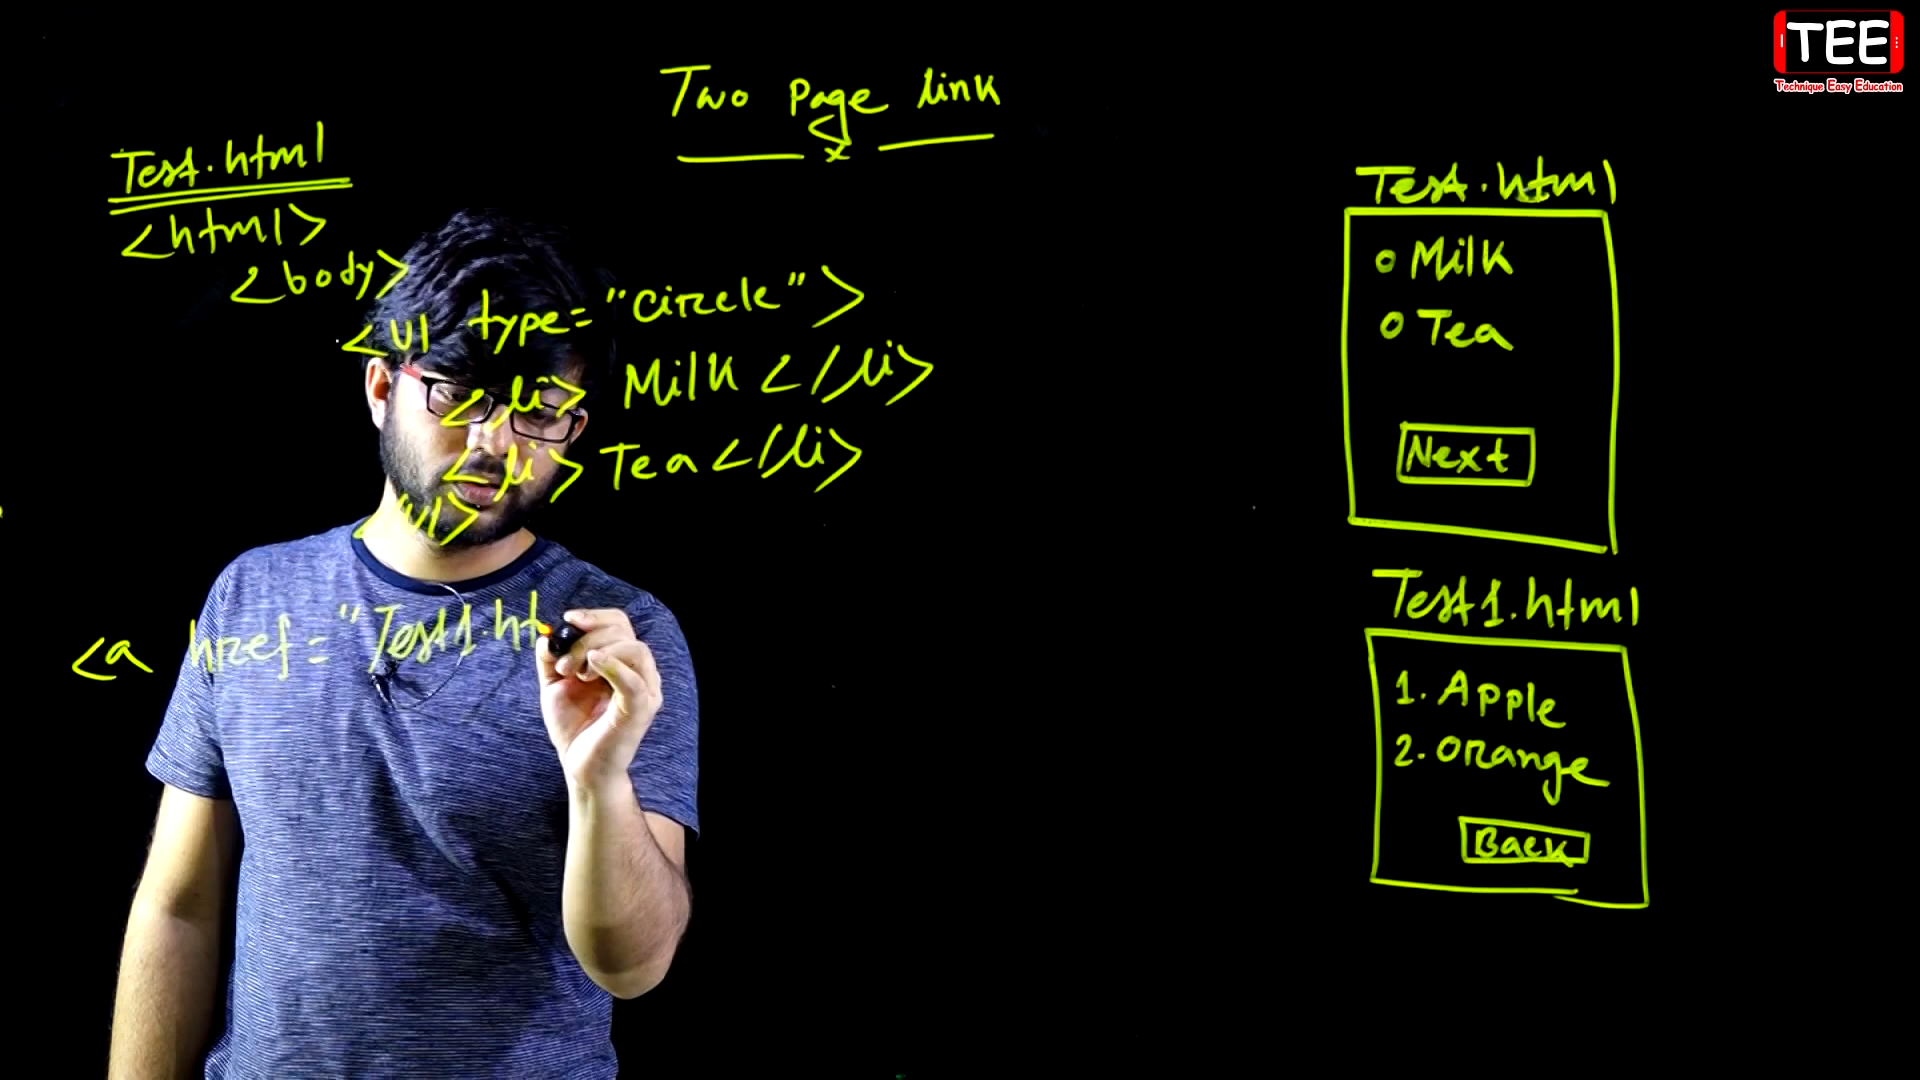 TEE
Technique Easy Education
Two page link
x
Test.html
<html>
<body>
<ul type="circle">
<li> Milk </li>
<li> Tea </li>
</ul>
<a href="Test1.ht
Test.html
Milk
Tea
Next
Test1.html
1. Apple
2. Orange
Back